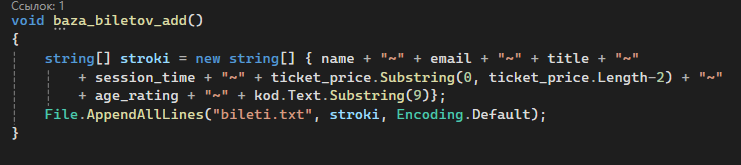 Ссылок: 1
void baza_biletov_add()
{
string[] stroki = new string[] { name + "~" + email + "~" + title + "~"
+ session_time + "~" + ticket_price.Substring(0, ticket_price.Length-2) + "~"
+ age_rating + "~" + kod.Text.Substring(9)};
File.AppendAllLines("bileti.txt", stroki, Encoding.Default);
}